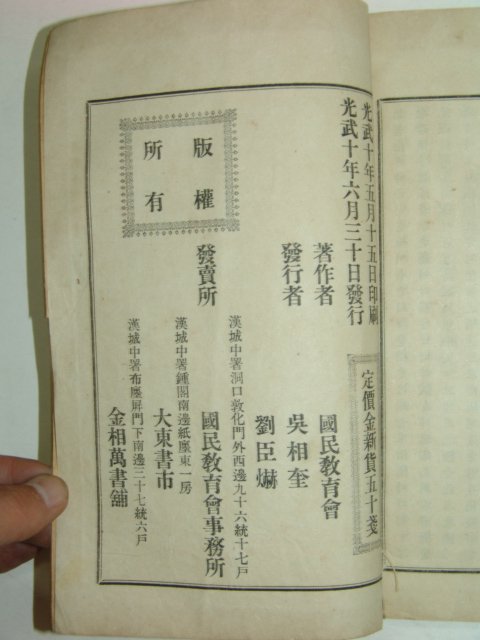 光武十年五月十五日印刷
光武十年六月三十日發行
定價金新貨五十錢
著作者 國民敎育會
發行者 吳相奎
劉臣爀
發賣所
漢城中署洞口敦化門外西邊九十六統十七戶
國民敎育會事務所
漢城中署鍾閣南邊紙廛東一房
大東書市
漢城中署布廛屛門下南邊三十七統六戶
金相萬書舖
版權
所有